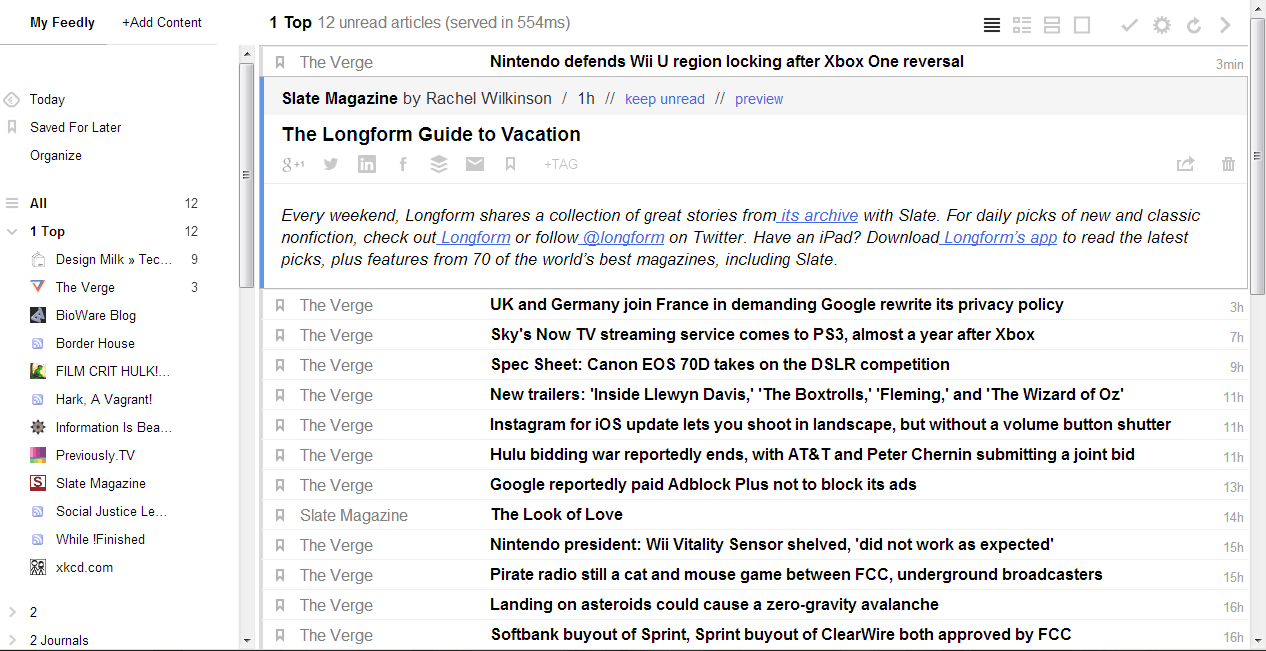 My Feedly +Add Content
Today
Saved For Later
Organize
All 12
1 Top 12
Design Milk » Tec... 9
The Verge 3
BioWare Blog
Border House
FILM CRIT HULK!...
Hark, A Vagrant!
Information Is Bea...
Previously.TV
Slate Magazine
Social Justice Le...
While !Finished
xkcd.com
2
2 Journals
1 Top 12 unread articles (served in 554ms)
The Verge Nintendo defends Wii U region locking after Xbox One reversal 3min
Slate Magazine by Rachel Wilkinson / 1h // keep unread // preview
The Longform Guide to Vacation
g+1 in f +TAG
Every weekend, Longform shares a collection of great stories from its archive with Slate. For daily picks of new and classic
nonfiction, check out Longform or follow @longform on Twitter. Have an iPad? Download Longform's app to read the latest
picks, plus features from 70 of the world's best magazines, including Slate.
The Verge UK and Germany join France in demanding Google rewrite its privacy policy 3h
The Verge Sky's Now TV streaming service comes to PS3, almost a year after Xbox 7h
The Verge Spec Sheet: Canon EOS 70D takes on the DSLR competition 9h
The Verge New trailers: 'Inside Llewyn Davis,' 'The Boxtrolls,' 'Fleming,' and 'The Wizard of Oz' 11h
The Verge Instagram for iOS update lets you shoot in landscape, but without a volume button shutter 11h
The Verge Hulu bidding war reportedly ends, with AT&T and Peter Chernin submitting a joint bid 11h
The Verge Google reportedly paid Adblock Plus not to block its ads 13h
Slate Magazine The Look of Love 14h
The Verge Nintendo president: Wii Vitality Sensor shelved, 'did not work as expected' 15h
The Verge Pirate radio still a cat and mouse game between FCC, underground broadcasters 15h
The Verge Landing on asteroids could cause a zero-gravity avalanche 16h
The Verge Softbank buyout of Sprint, Sprint buyout of ClearWire both approved by FCC 16h